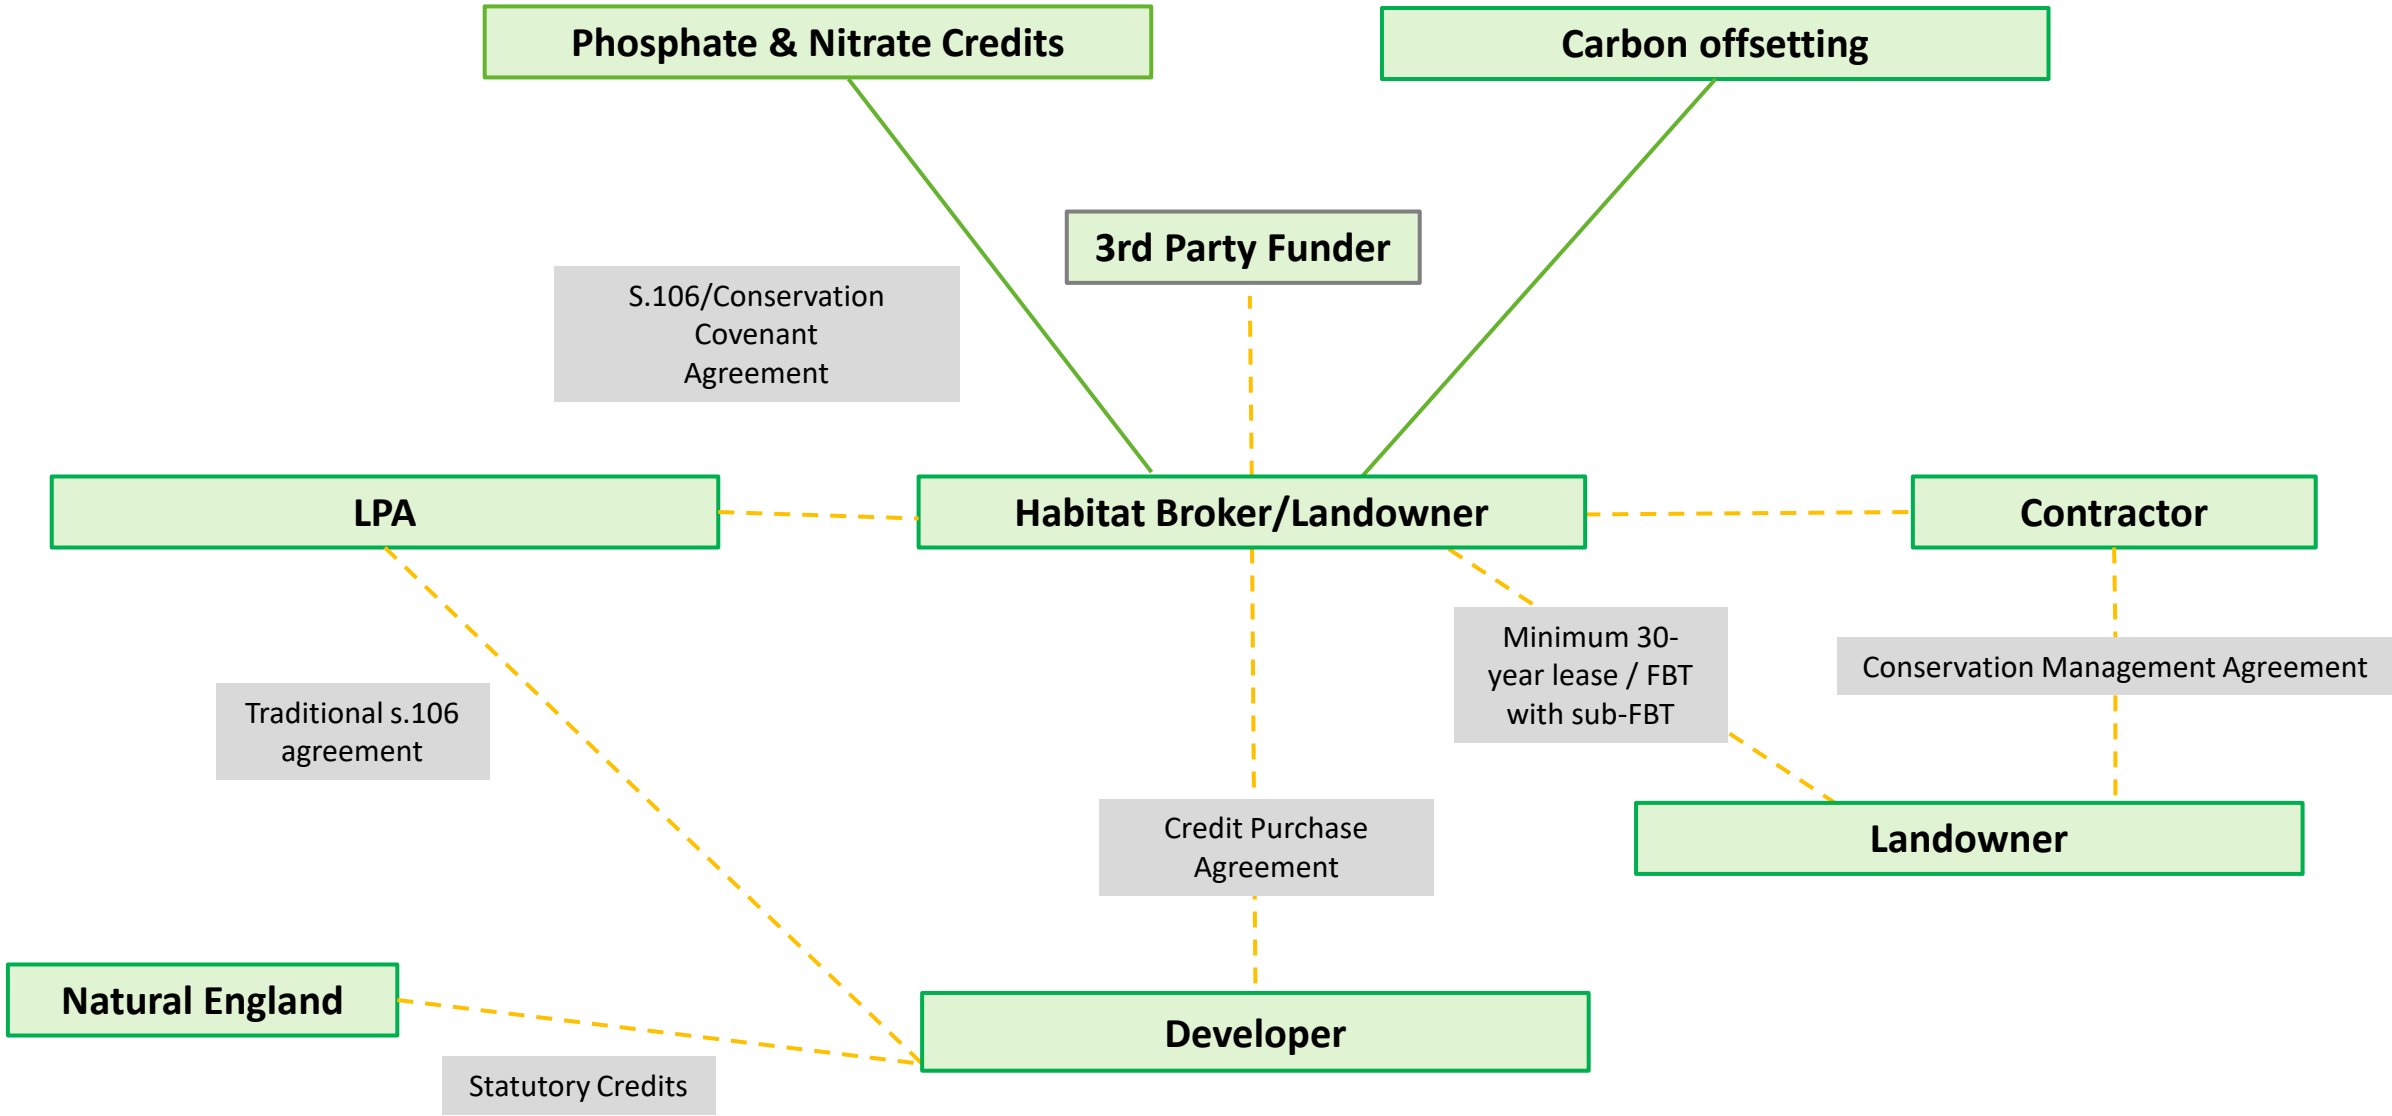 Phosphate & Nitrate Credits
Carbon offsetting
3rd Party Funder
S.106/Conservation
Covenant
Agreement
LPA
Habitat Broker/Landowner
Contractor
Minimum 30-
year lease / FBT
with sub-FBT
Conservation Management Agreement
Traditional s.106
agreement
Credit Purchase
Agreement
Landowner
Natural England
Developer
Statutory Credits